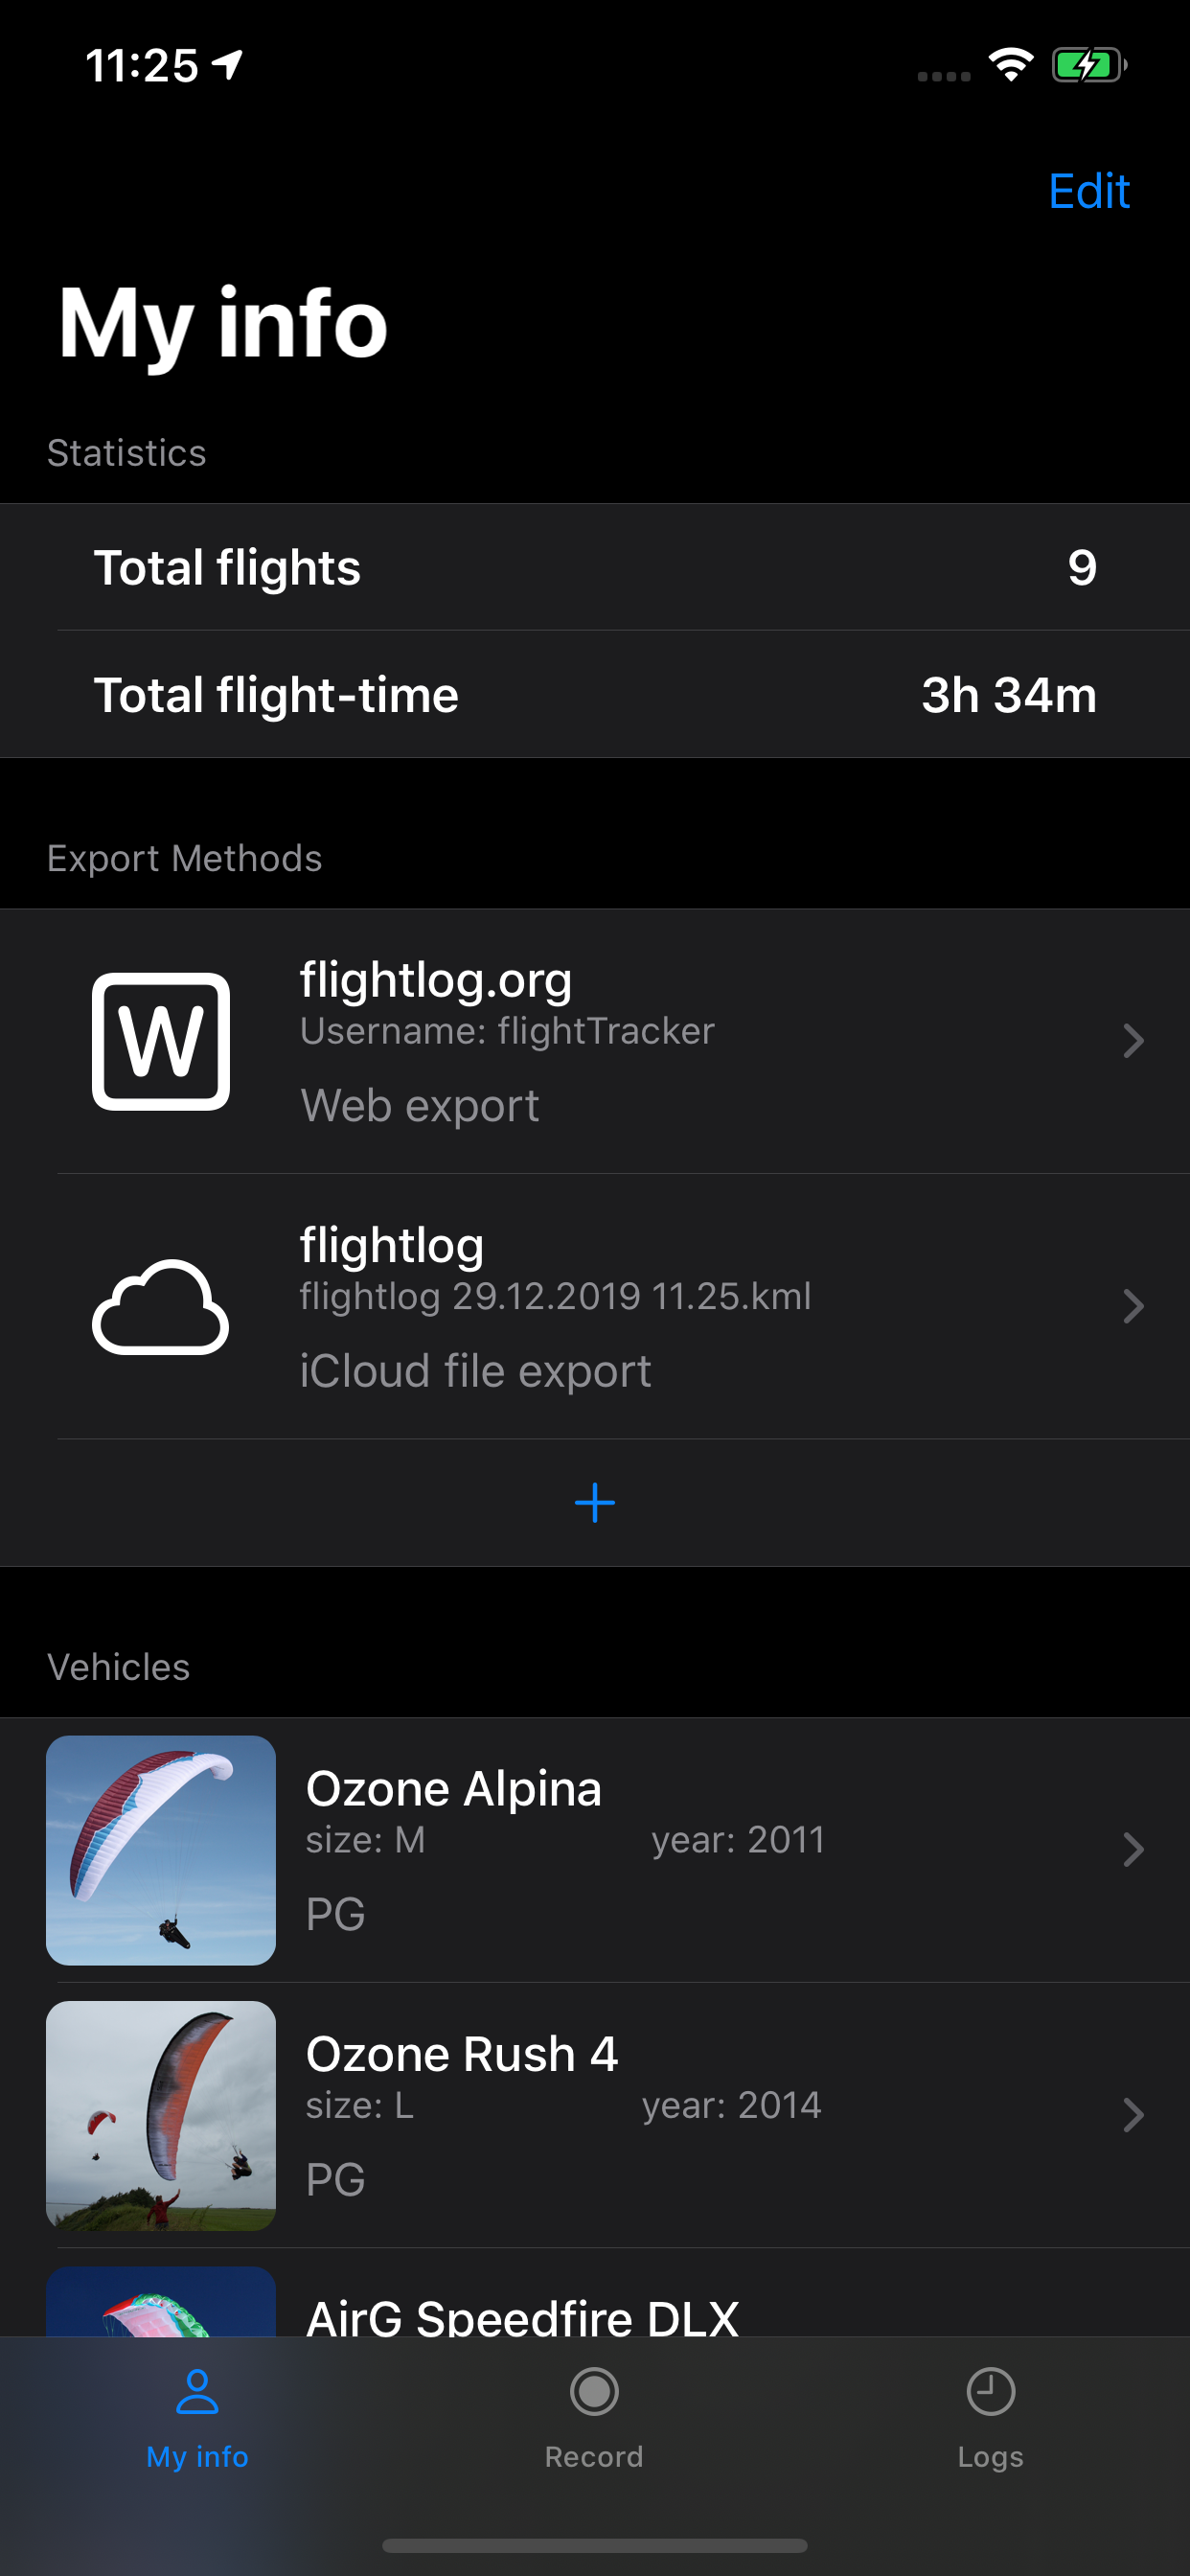 11:25
Edit
My info
Statistics
Total flights 9
Total flight-time 3h 34m
Export Methods
W
flightlog.org
Username: flightTracker
Web export
flightlog
flightlog 29.12.2019 11.25.kml
iCloud file export
Vehicles
Ozone Alpina
size: M year: 2011
PG
Ozone Rush 4
size: L year: 2014
PG
AirG Speedfire DLX
My info Record Logs